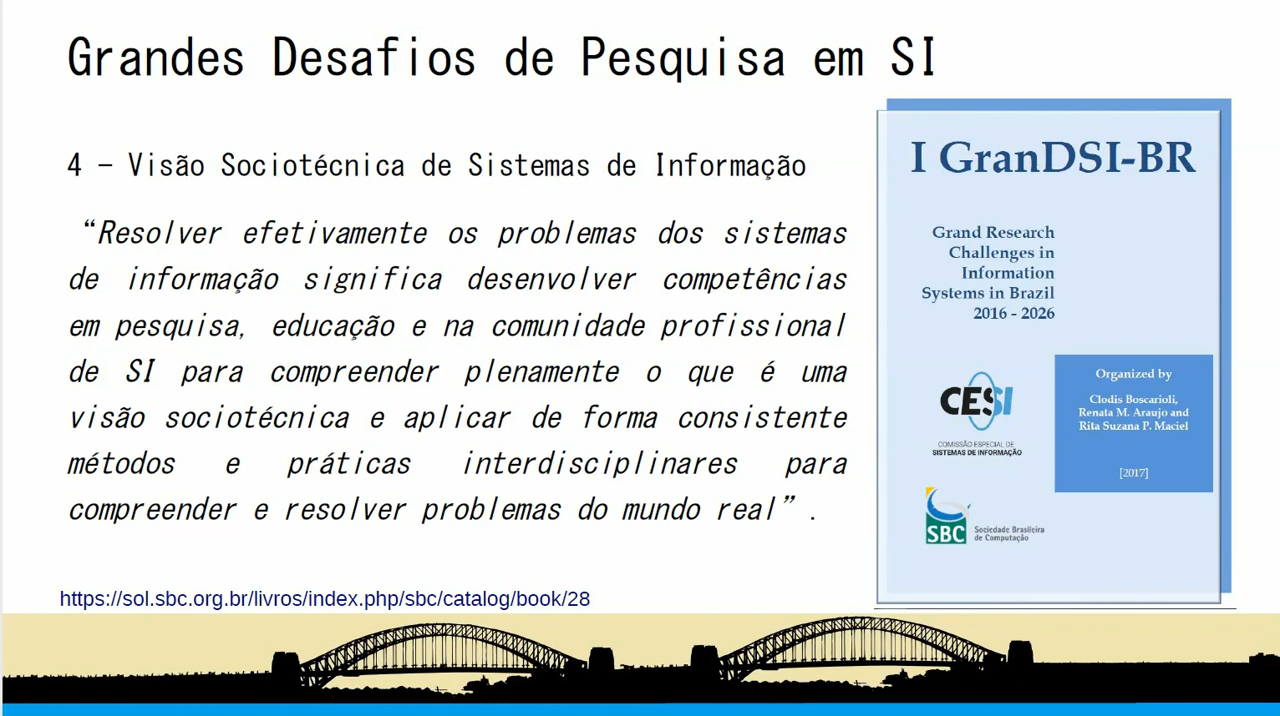 Grandes Desafios de Pesquisa em SI
4 - Visão Sociotécnica de Sistemas de Informação
“Resolver efetivamente os problemas dos sistemas
de informação significa desenvolver competências
em pesquisa, educação e na comunidade profissional
de SI para compreender plenamente o que é uma
visão sociotécnica e aplicar de forma consistente
métodos e práticas interdisciplinares para
compreender e resolver problemas do mundo real”.
https://sol.sbc.org.br/livros/index.php/sbc/catalog/book/28
I GranDSI-BR
Grand Research
Challenges in
Information
Systems in Brazil
2016 - 2026
Organized by
Clodis Boscarioli,
Renata M. Araujo and
Rita Suzana P. Maciel
[2017]
CESI
COMISSÃO ESPECIAL DE
SISTEMAS DE INFORMAÇÃO
SBC
Sociedade Brasileira
de Computação